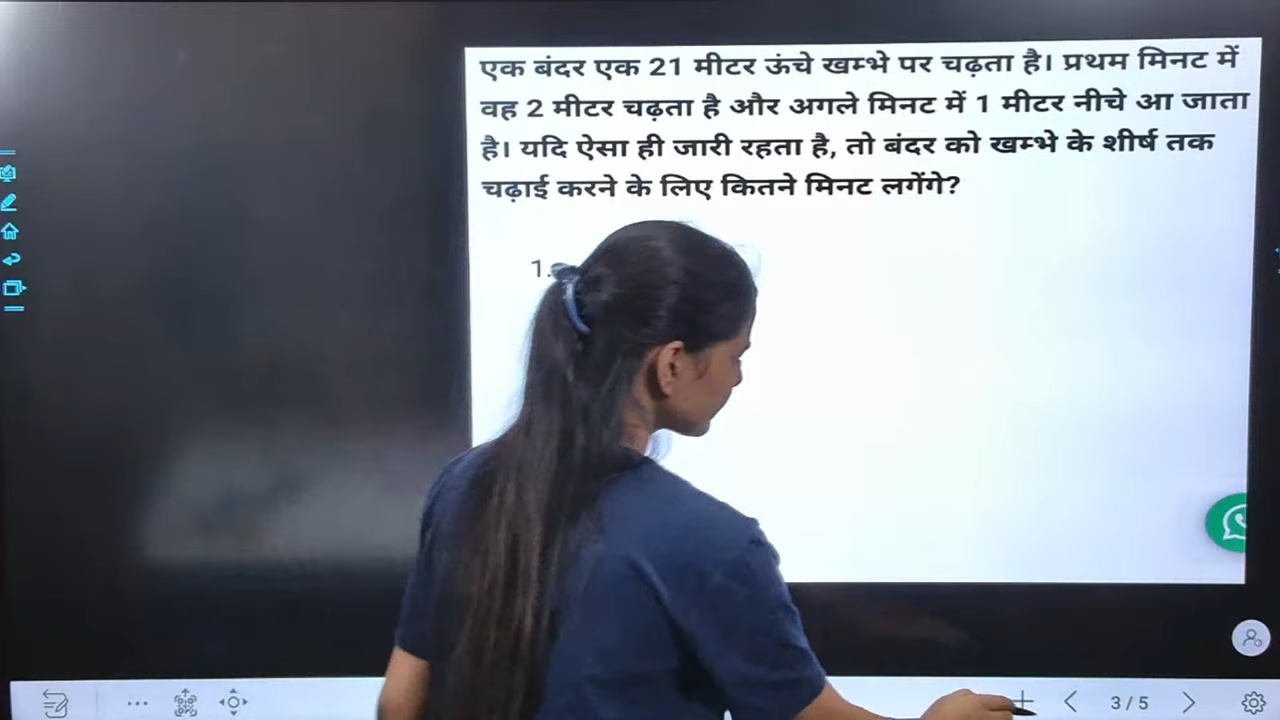 एक बंदर एक 21 मीटर ऊंचे खम्भे पर चढ़ता है। प्रथम मिनट में
वह 2 मीटर चढ़ता है और अगले मिनट में 1 मीटर नीचे आ जाता
है। यदि ऐसा ही जारी रहता है, तो बंदर को खम्भे के शीर्ष तक
चढ़ाई करने के लिए कितने मिनट लगेंगे?
1.
3 / 5